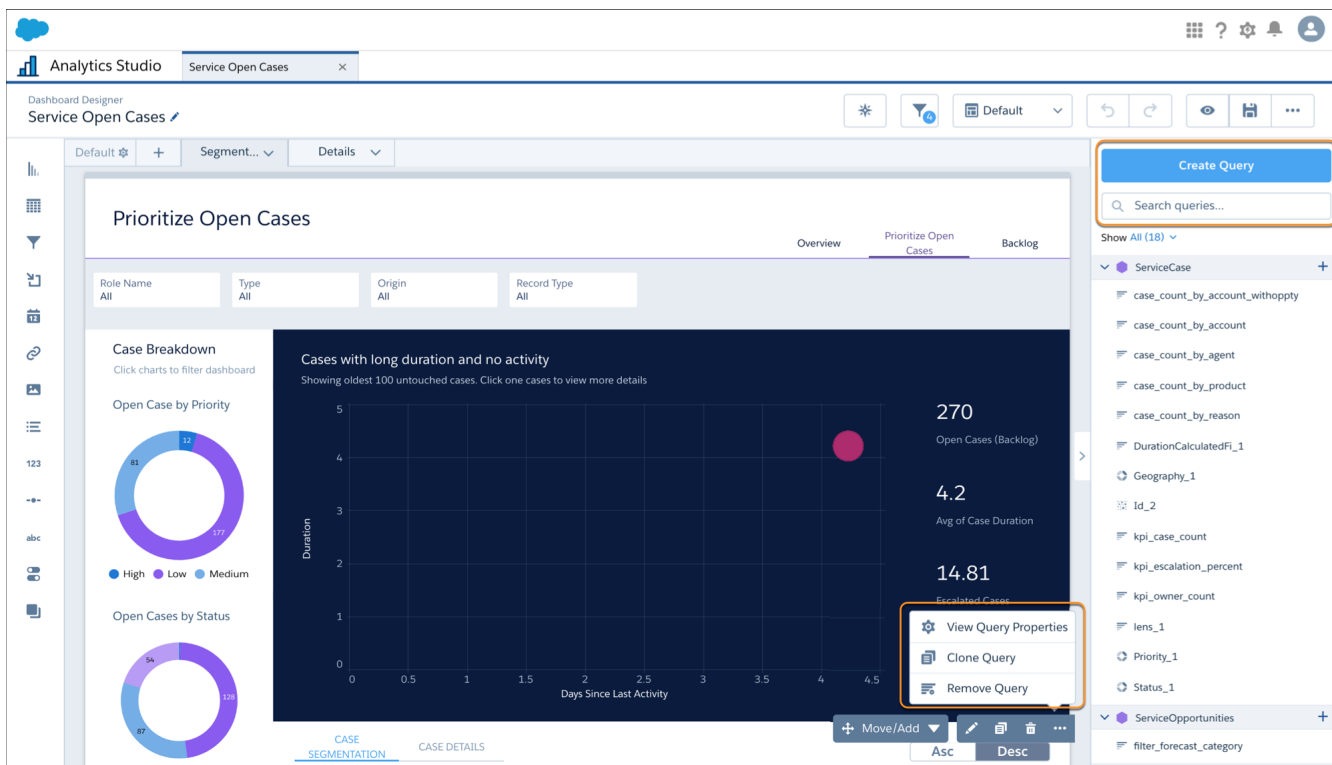 Analytics Studio
Service Open Cases
Dashboard Designer
Service Open Cases
4
Default
Default
Segment...
Details
Create Query
Search queries...
Show All (18)
Prioritize Open Cases
Overview
Prioritize Open
Cases
Backlog
Role Name
All
Type
All
Origin
All
Record Type
All
Case Breakdown
Click charts to filter dashboard
Open Case by Priority
12
81
177
High
Low
Medium
Open Cases by Status
54
128
87
Cases with long duration and no activity
Showing oldest 100 untouched cases. Click one cases to view more details
Duration
5
4
3
2
1
0
0
0.5
1
1.5
2
2.5
3
3.5
4
4.5
Days Since Last Activity
270
Open Cases (Backlog)
4.2
Avg of Case Duration
14.81
Escalated Cases
View Query Properties
Clone Query
Remove Query
Move/Add
CASE
SEGMENTATION
CASE DETAILS
Asc
Desc
12
123
abc
ServiceCase
case_count_by_account_withoppty
case_count_by_account
case_count_by_agent
case_count_by_product
case_count_by_reason
DurationCalculatedFi_1
Geography_1
Id_2
kpi_case_count
kpi_escalation_percent
kpi_owner_count
lens_1
Priority_1
Status_1
ServiceOpportunities
filter_forecast_category